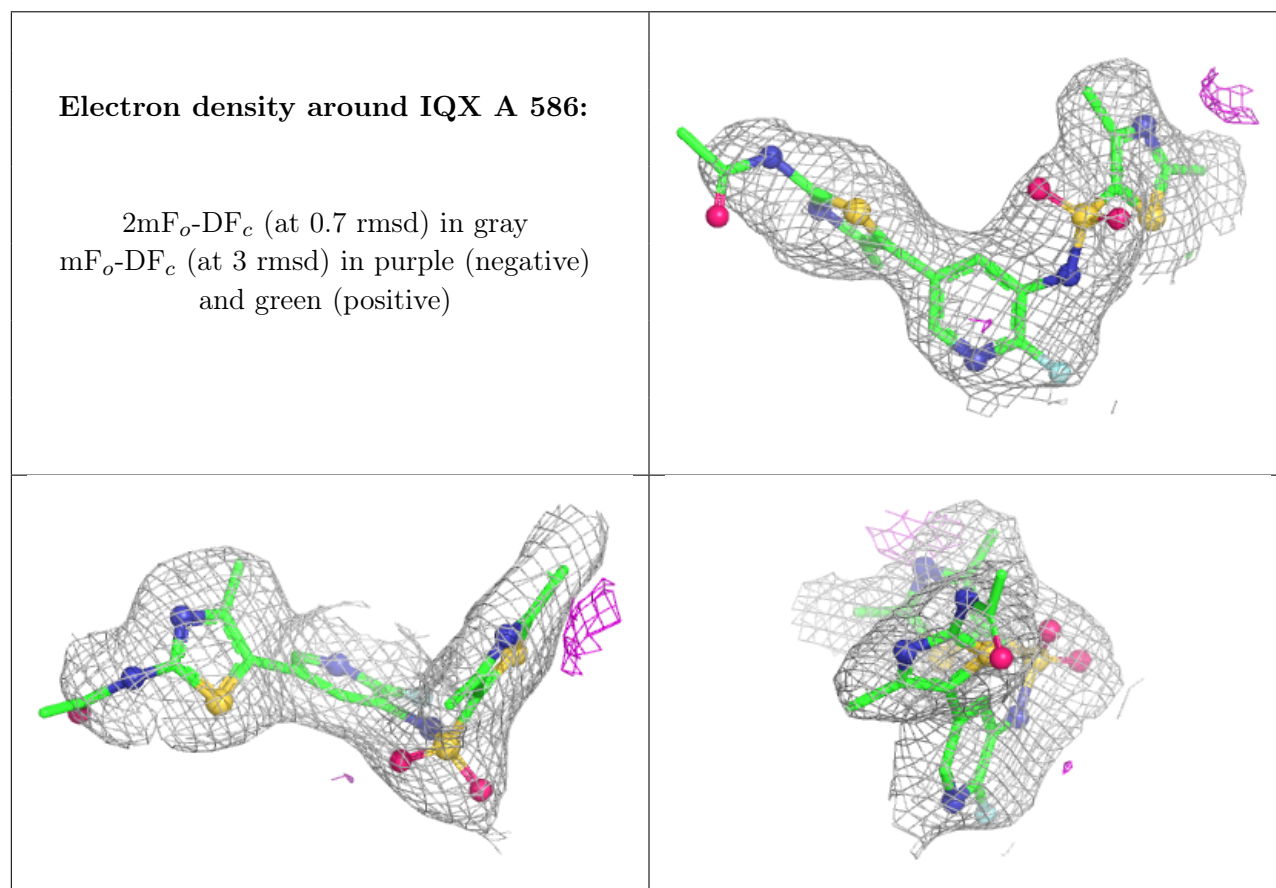 Electron density around IQX A 586:
2mFo-DFc (at 0.7 rmsd) in gray
mFo-DFc (at 3 rmsd) in purple (negative)
and green (positive)